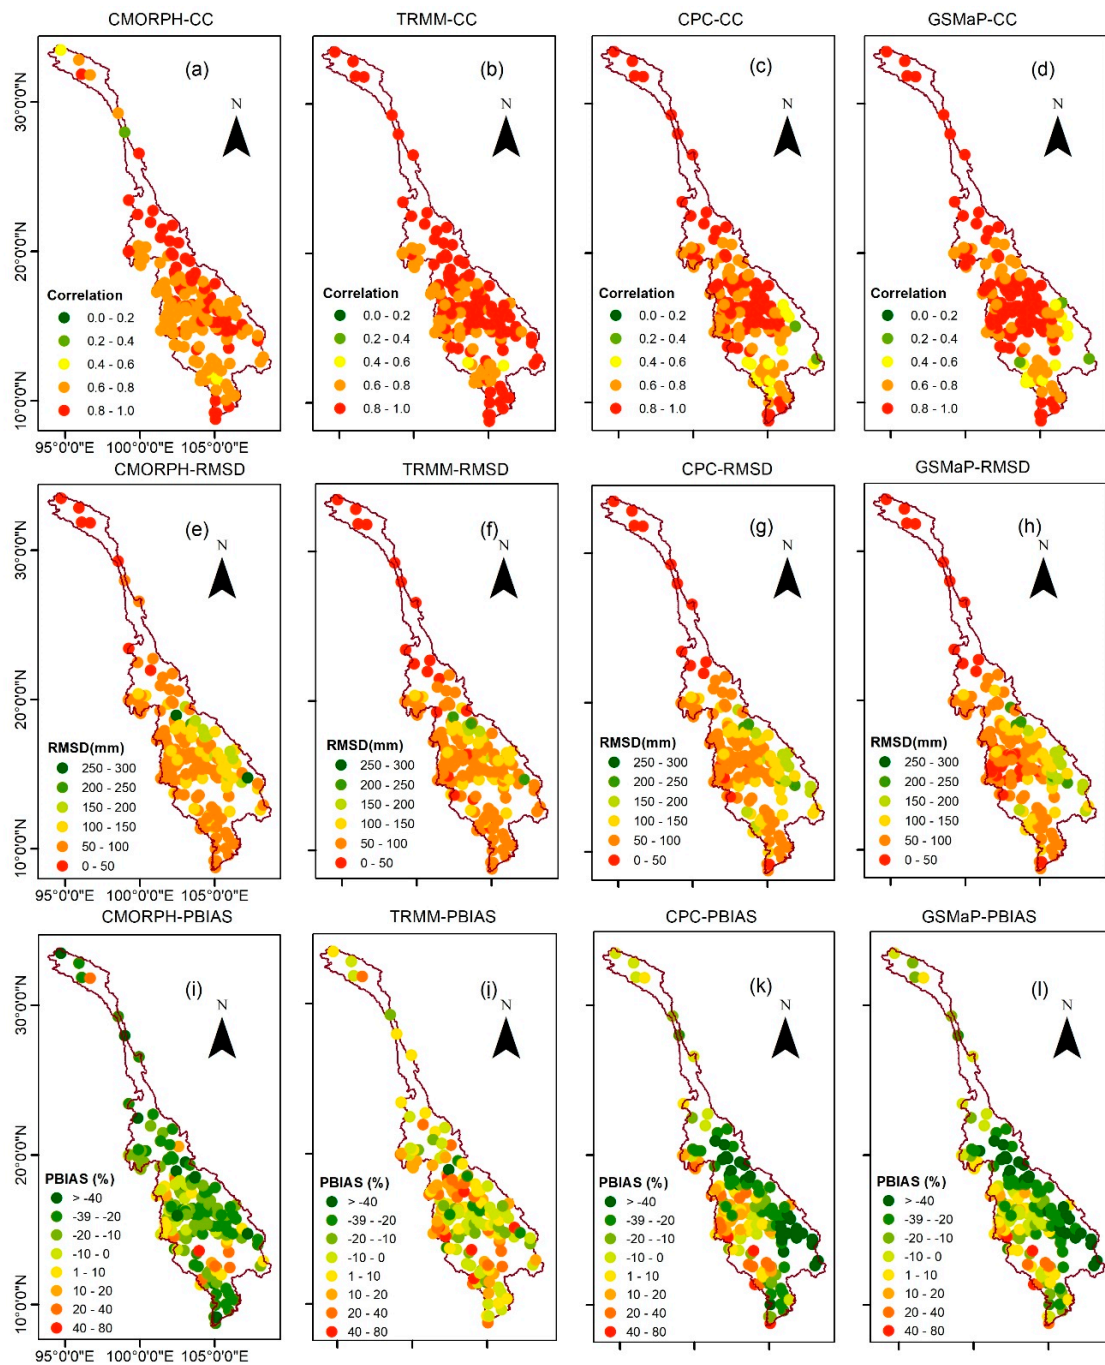 CMORPH-CC TRMM-CC CPC-CC GSMaP-CC
(a) (b) (c) (d)
N N N N
30°0'0"N
20°0'0"N
10°0'0"N
Correlation
0.0 - 0.2
0.2 - 0.4
0.4 - 0.6
0.6 - 0.8
0.8 - 1.0
Correlation
0.0 - 0.2
0.2 - 0.4
0.4 - 0.6
0.6 - 0.8
0.8 - 1.0
Correlation
0.0 - 0.2
0.2 - 0.4
0.4 - 0.6
0.6 - 0.8
0.8 - 1.0
Correlation
0.0 - 0.2
0.2 - 0.4
0.4 - 0.6
0.6 - 0.8
0.8 - 1.0
95°0'0"E 100°0'0"E 105°0'0"E
CMORPH-RMSD TRMM-RMSD CPC-RMSD GSMaP-RMSD
(e) (f) (g) (h)
N N N N
30°0'0"N
20°0'0"N
10°0'0"N
RMSD(mm)
250 - 300
200 - 250
150 - 200
100 - 150
50 - 100
0 - 50
RMSD(mm)
250 - 300
200 - 250
150 - 200
100 - 150
50 - 100
0 - 50
RMSD(mm)
250 - 300
200 - 250
150 - 200
100 - 150
50 - 100
0 - 50
RMSD(mm)
250 - 300
200 - 250
150 - 200
100 - 150
50 - 100
0 - 50
95°0'0"E 100°0'0"E 105°0'0"E
CMORPH-PBIAS TRMM-PBIAS CPC-PBIAS GSMaP-PBIAS
(i) (j) (k) (l)
N N N N
30°0'0"N
20°0'0"N
10°0'0"N
PBIAS (%)
> -40
-39 - -20
-20 - -10
-10 - 0
1 - 10
10 - 20
20 - 40
40 - 80
PBIAS (%)
> -40
-39 - -20
-20 - -10
-10 - 0
1 - 10
10 - 20
20 - 40
40 - 80
PBIAS (%)
> -40
-39 - -20
-20 - -10
-10 - 0
1 - 10
10 - 20
20 - 40
40 - 80
PBIAS (%)
> -40
-39 - -20
-20 - -10
-10 - 0
1 - 10
10 - 20
20 - 40
40 - 80
95°0'0"E 100°0'0"E 105°0'0"E